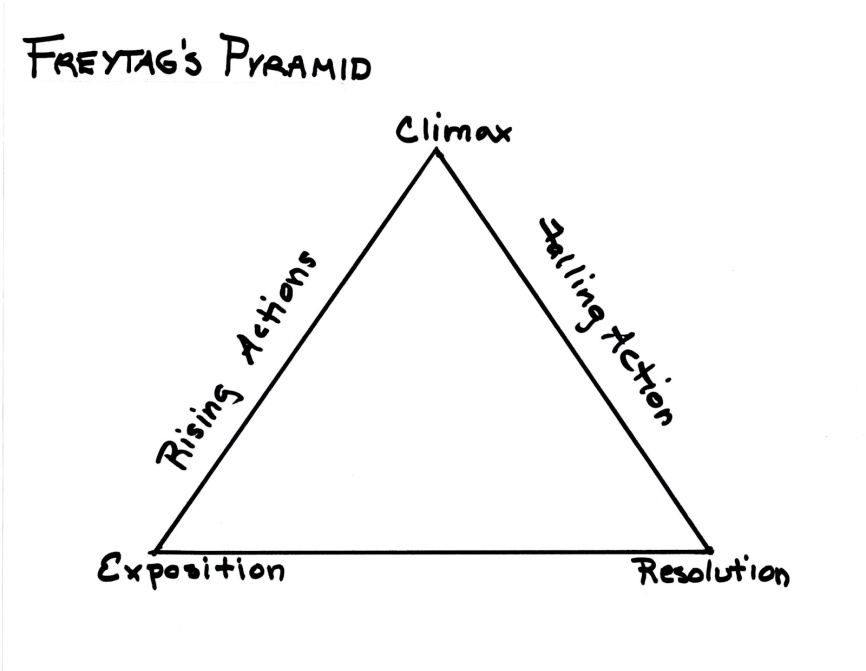 FREYTAG'S PYRAMID
Climax
Rising Actions
Falling Action
Exposition
Resolution